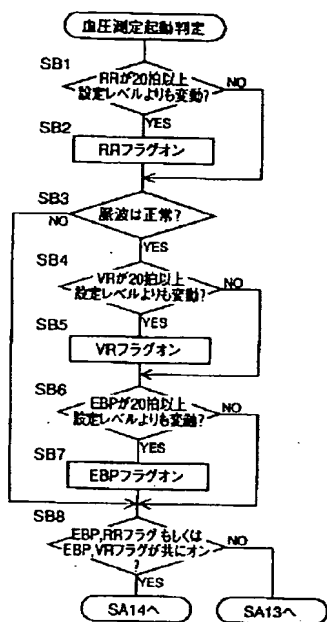 血圧測定起動判定
SB1
RRが20拍以上
設定レベルよりも変動?
NO
YES
SB2
RRフラグオン
SB3
脈波は正常?
NO
YES
SB4
VRが20拍以上
設定レベルよりも変動?
NO
YES
SB5
VRフラグオン
SB6
EBPが20拍以上
設定レベルよりも変動?
NO
YES
SB7
EBPフラグオン
SB8
EBP,RRフラグもしくは
EBP,VRフラグが共にオン
?
NO
YES
SA14へ
SA13へ